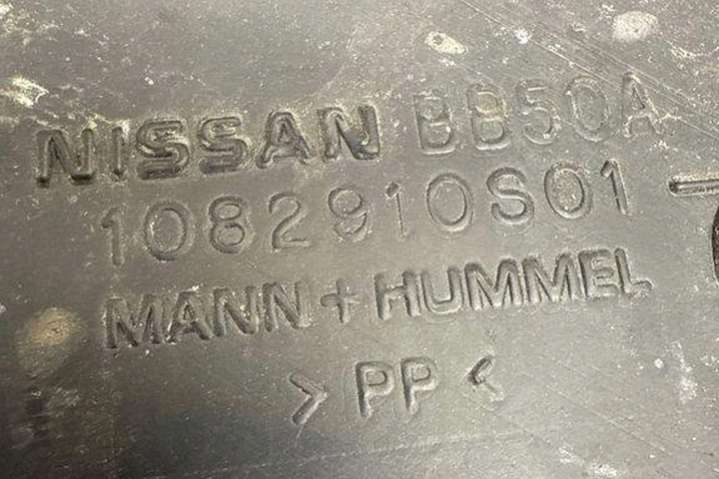 NISSAN BB50A
1082910S01
MANN+HUMMEL
>PP<